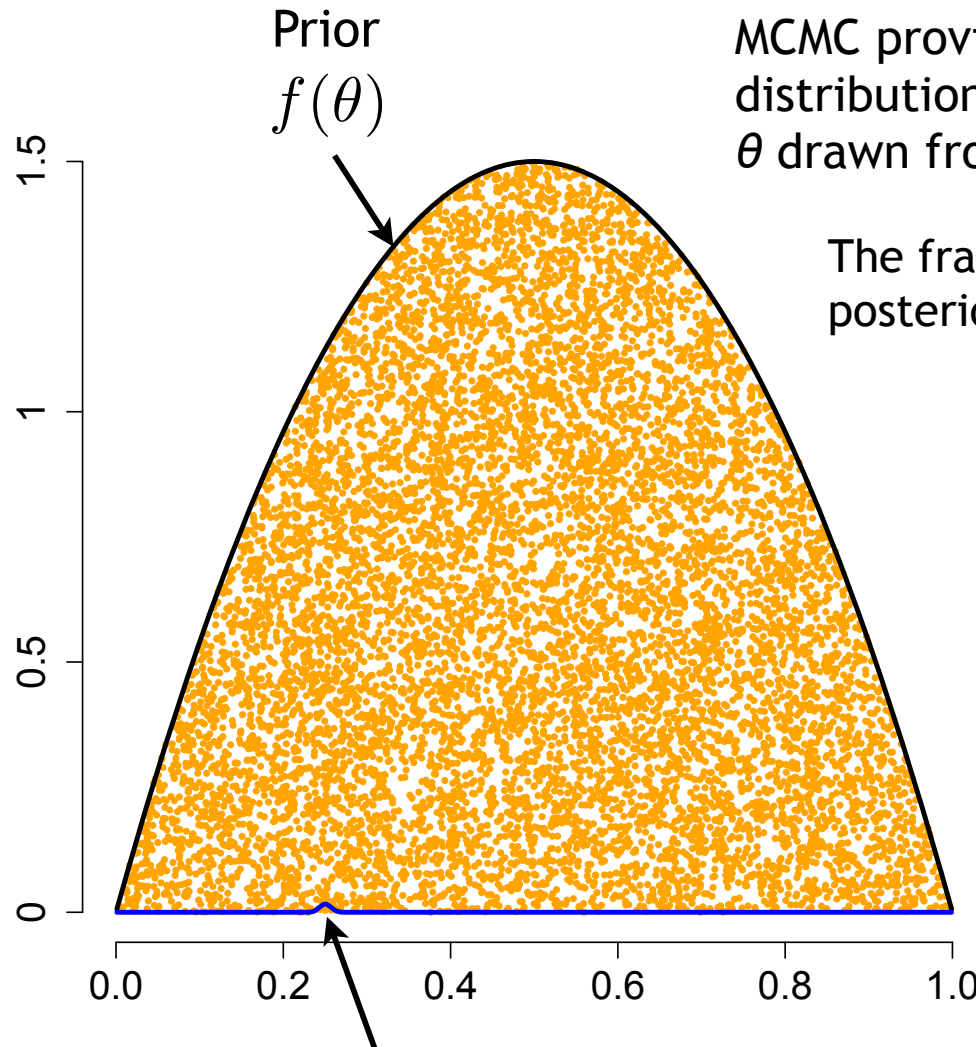 Prior
f(θ)
MCMC provi
distribution
θ drawn fro
The fra
posterio
1.5
1
0.5
0
0.0 0.2 0.4 0.6 0.8 1.0